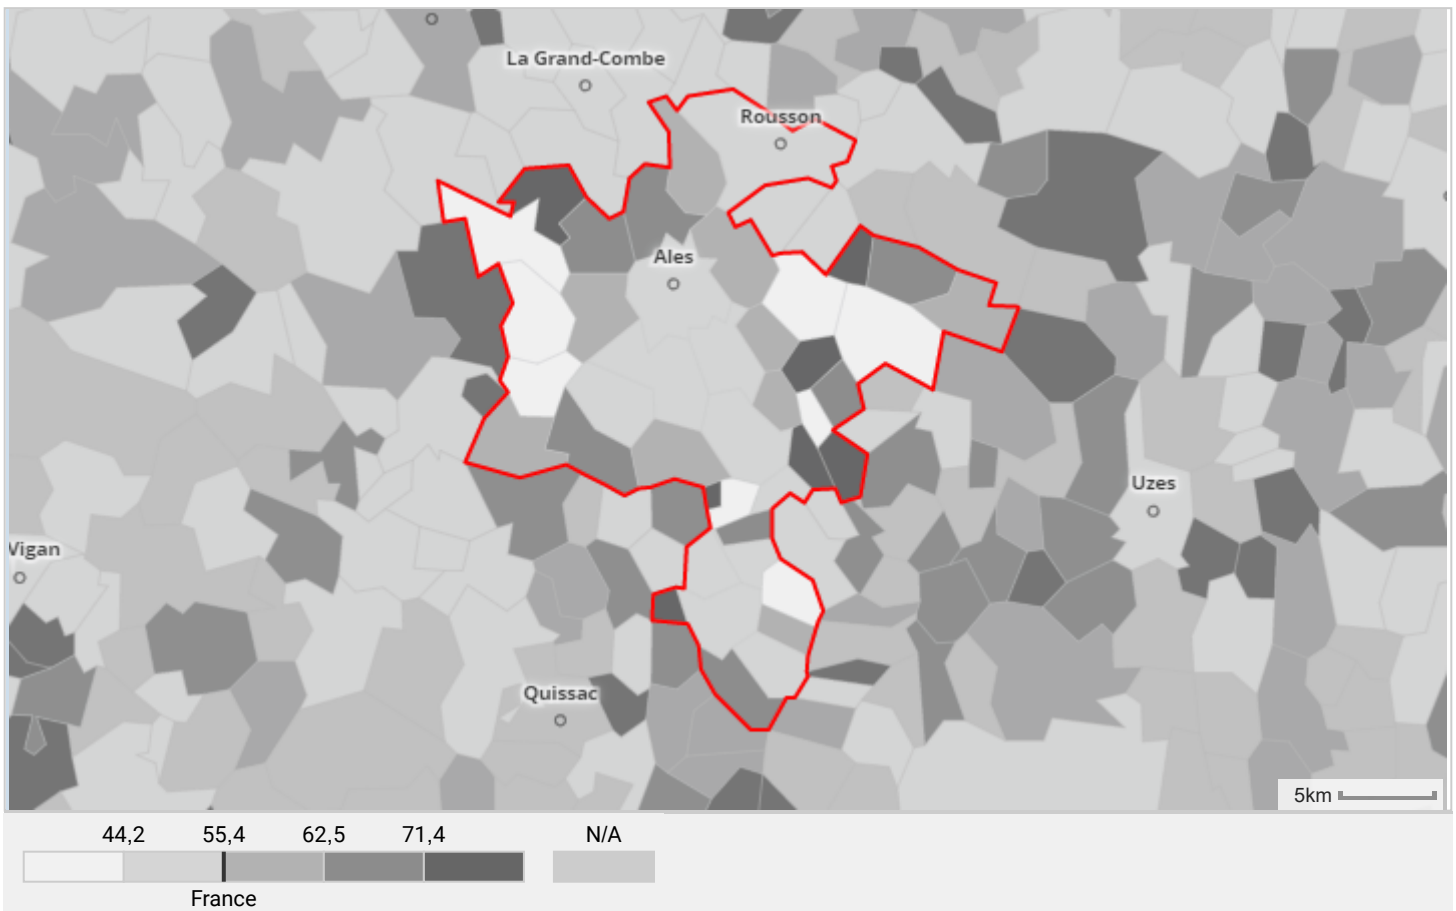 La Grand-Combe
Rousson
Ales
Uzes
Vigan
Quissac
5km
44,2 55,4 62,5 71,4 N/A
France